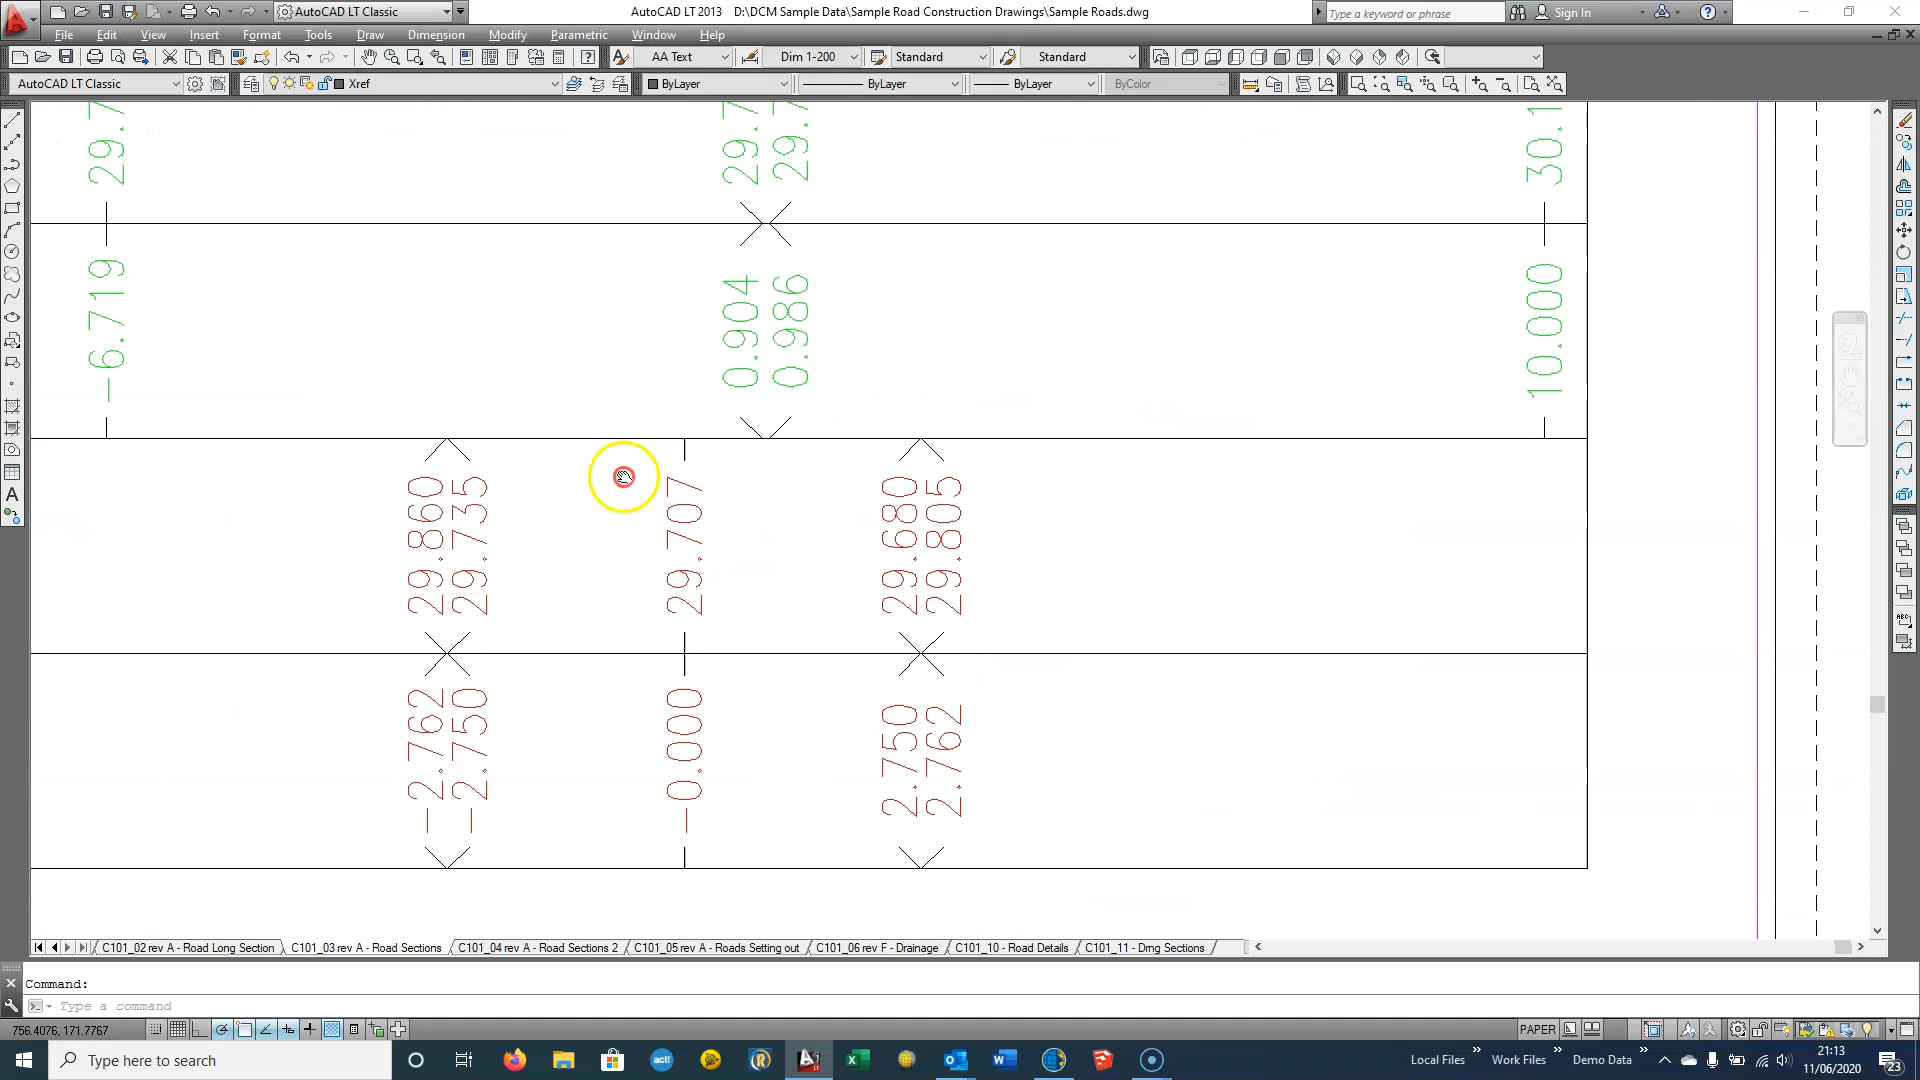 AutoCAD LT Classic
AutoCAD LT 2013 D:\DCM Sample Data\Sample Road Construction Drawings\Sample Roads.dwg
Type a keyword or phrase
Sign In
File Edit View Insert Format Tools Draw Dimension Modify Parametric Window Help
AA Text
Dim 1-200
Standard
Standard
AutoCAD LT Classic
Xref
ByLayer
ByLayer
ByLayer
ByColor
29.7
29.7
29.7
30.1
-6.719
0.904
0.986
10.000
29.860
29.735
29.707
29.680
29.805
-2.762
-2.750
-0.000
2.750
2.762
C101_02 rev A - Road Long Section
C101_03 rev A - Road Sections
C101_04 rev A - Road Sections 2
C101_05 rev A - Roads Setting out
C101_06 rev F - Drainage
C101_10 - Road Details
C101_11 - Drng Sections
Command:
Type a command
756.4076, 171.7767
PAPER
Type here to search
act!
Local Files
Work Files
Demo Data
21:13
11/06/2020
23